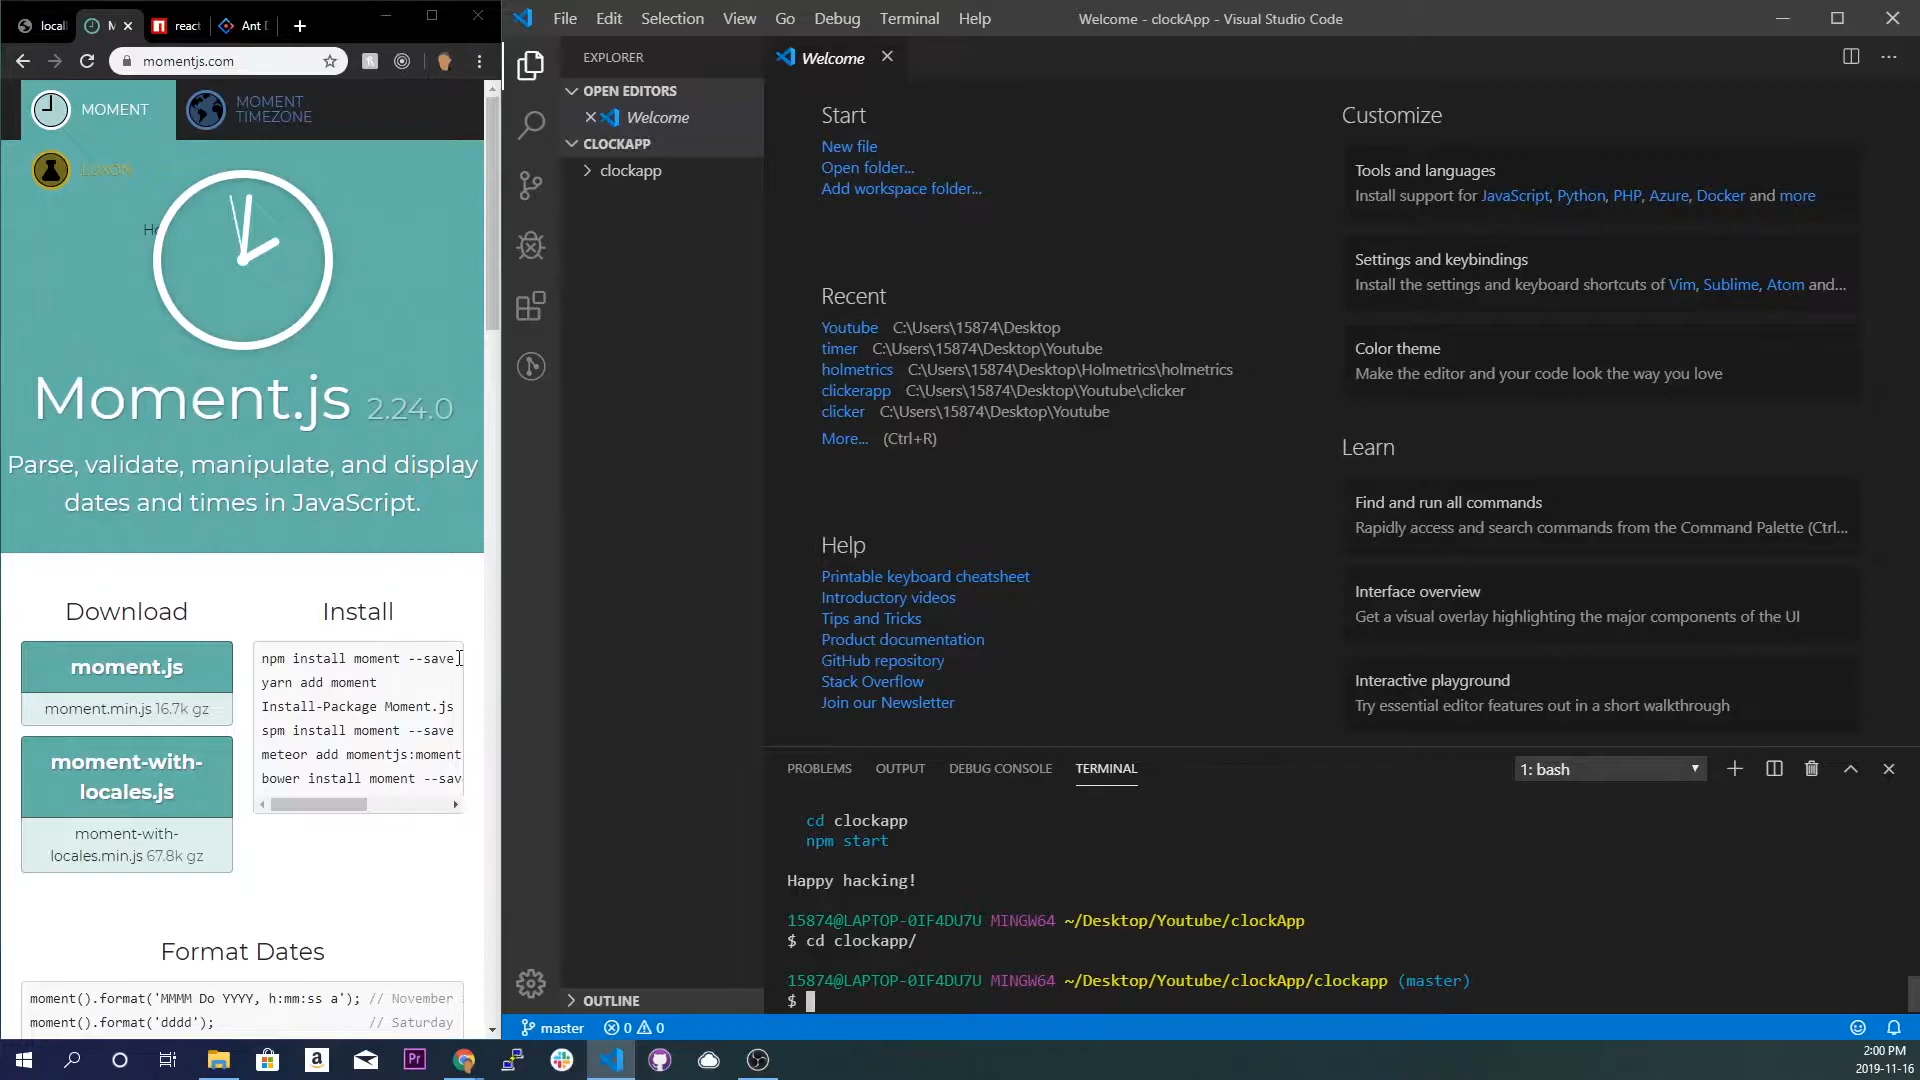 locall
M
react
Ant D
File Edit Selection View Go Debug Terminal Help
Welcome - clockApp - Visual Studio Code
momentjs.com
MOMENT
MOMENT
TIMEZONE
LUXON
Ho
Moment.js 2.24.0
Parse, validate, manipulate, and display
dates and times in JavaScript.
Download
Install
moment.js
moment.min.js 16.7k gz
moment-with-
locales.js
moment-with-
locales.min.js 67.8k gz
npm install moment --save
yarn add moment
Install-Package Moment.js
spm install moment --save
meteor add momentjs:moment
bower install moment --sav
Format Dates
moment().format('MMMM Do YYYY, h:mm:ss a'); // November
moment().format('dddd'); // Saturday
EXPLORER
OPEN EDITORS
Welcome
CLOCKAPP
clockapp
OUTLINE
Welcome
Start
New file
Open folder...
Add workspace folder...
Recent
Youtube C:\Users\15874\Desktop
timer C:\Users\15874\Desktop\Youtube
holmetrics C:\Users\15874\Desktop\Holmetrics\holmetrics
clickerapp C:\Users\15874\Desktop\Youtube\clicker
clicker C:\Users\15874\Desktop\Youtube
More... (Ctrl+R)
Help
Printable keyboard cheatsheet
Introductory videos
Tips and Tricks
Product documentation
GitHub repository
Stack Overflow
Join our Newsletter
Customize
Tools and languages
Install support for JavaScript, Python, PHP, Azure, Docker and more
Settings and keybindings
Install the settings and keyboard shortcuts of Vim, Sublime, Atom and...
Color theme
Make the editor and your code look the way you love
Learn
Find and run all commands
Rapidly access and search commands from the Command Palette (Ctrl...
Interface overview
Get a visual overlay highlighting the major components of the UI
Interactive playground
Try essential editor features out in a short walkthrough
PROBLEMS OUTPUT DEBUG CONSOLE TERMINAL
1: bash
cd clockapp
npm start
Happy hacking!
15874@LAPTOP-0IF4DU7U MINGW64 ~/Desktop/Youtube/clockApp
$ cd clockapp/
15874@LAPTOP-0IF4DU7U MINGW64 ~/Desktop/Youtube/clockApp/clockapp (master)
$
master 0 0
a
Pr
2:00 PM
2019-11-16